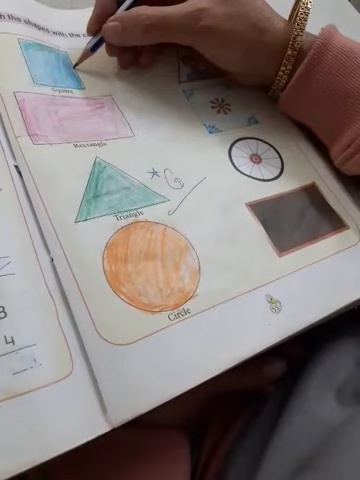 n the shapes with the
Square
Rectangle
Triangle
Circle
8
4